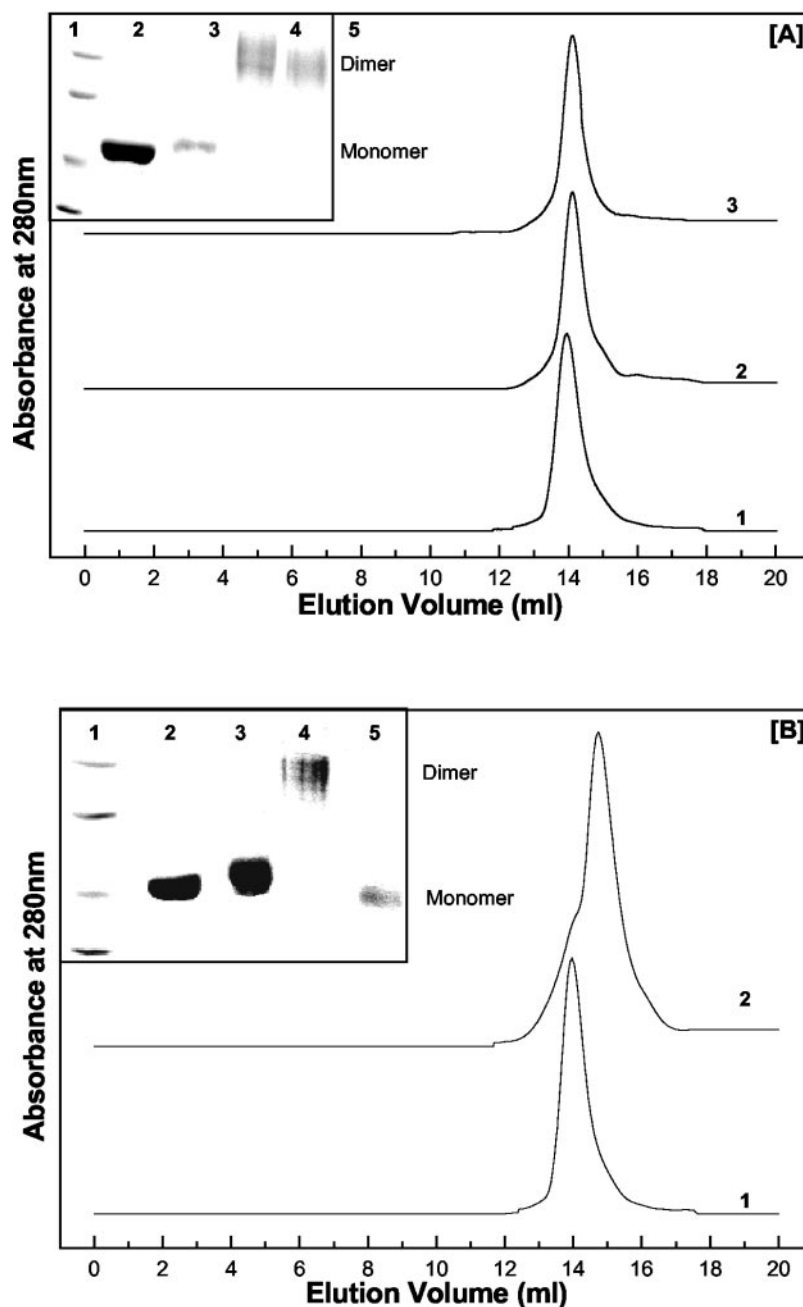 [A]
1 2 3 4 5
Dimer
Monomer
3
2
1
Absorbance at 280nm
0 2 4 6 8 10 12 14 16 18 20
Elution Volume (ml)
[B]
1 2 3 4 5
Dimer
Monomer
2
1
Absorbance at 280nm
0 2 4 6 8 10 12 14 16 18 20
Elution Volume (ml)